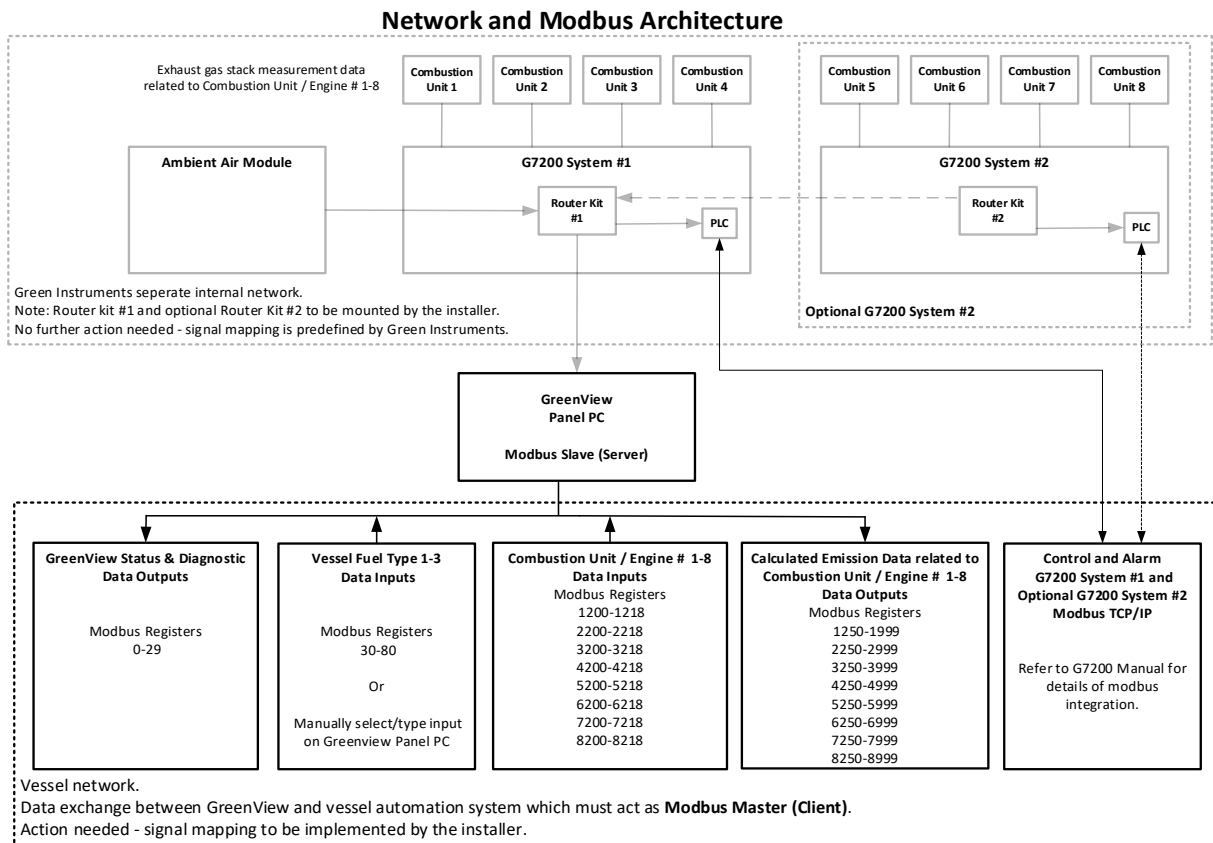 Network and Modbus Architecture
Exhaust gas stack measurement data
related to Combustion Unit / Engine # 1-8
Combustion
Unit 1
Combustion
Unit 2
Combustion
Unit 3
Combustion
Unit 4
Combustion
Unit 5
Combustion
Unit 6
Combustion
Unit 7
Combustion
Unit 8
Ambient Air Module
G7200 System #1
Router Kit
#1
PLC
G7200 System #2
Router Kit
#2
PLC
Green Instruments seperate internal network.
Note: Router kit #1 and optional Router Kit #2 to be mounted by the installer.
No further action needed - signal mapping is predefined by Green Instruments.
Optional G7200 System #2
GreenView
Panel PC
Modbus Slave (Server)
GreenView Status & Diagnostic
Data Outputs
Modbus Registers
0-29
Vessel Fuel Type 1-3
Data Inputs
Modbus Registers
30-80
Or
Manually select/type input
on Greenview Panel PC
Combustion Unit / Engine # 1-8
Data Inputs
Modbus Registers
1200-1218
2200-2218
3200-3218
4200-4218
5200-5218
6200-6218
7200-7218
8200-8218
Calculated Emission Data related to
Combustion Unit / Engine # 1-8
Data Outputs
Modbus Registers
1250-1999
2250-2999
3250-3999
4250-4999
5250-5999
6250-6999
7250-7999
8250-8999
Control and Alarm
G7200 System #1 and
Optional G7200 System #2
Modbus TCP/IP
Refer to G7200 Manual for
details of modbus
integration.
Vessel network.
Data exchange between GreenView and vessel automation system which must act as Modbus Master (Client).
Action needed - signal mapping to be implemented by the installer.